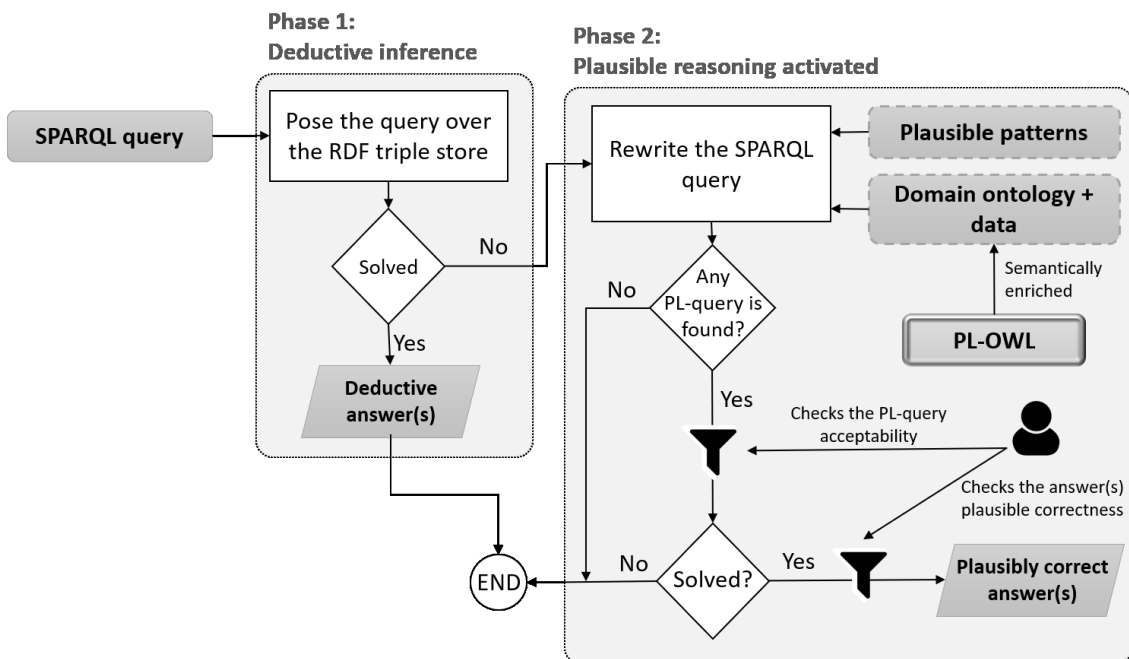 Phase 1:
Deductive inference
Phase 2:
Plausible reasoning activated
SPARQL query
Pose the query over
the RDF triple store
Solved
No
Yes
Deductive
answer(s)
END
Rewrite the SPARQL
query
Plausible patterns
Domain ontology +
data
Semantically
enriched
PL-OWL
Any
PL-query is
found?
No
Yes
Checks the PL-query
acceptability
Checks the answer(s)
plausible correctness
Solved?
No
Yes
Plausibly correct
answer(s)